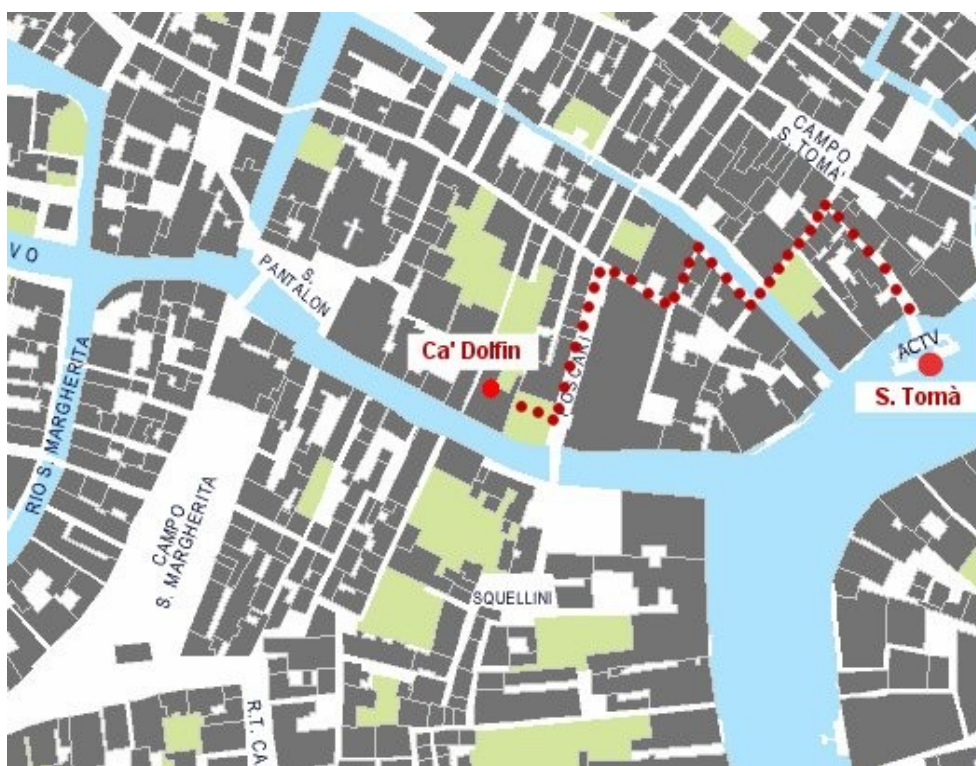 CAMPO
S. TOMA'
VO
S.
PANTALON
Ca' Dolfin
FOSCARI
ACTV
S. Tomà
RIO S. MARGHERITA
CAMPO
S. MARGHERITA
SQUELLINI
R.T. CA